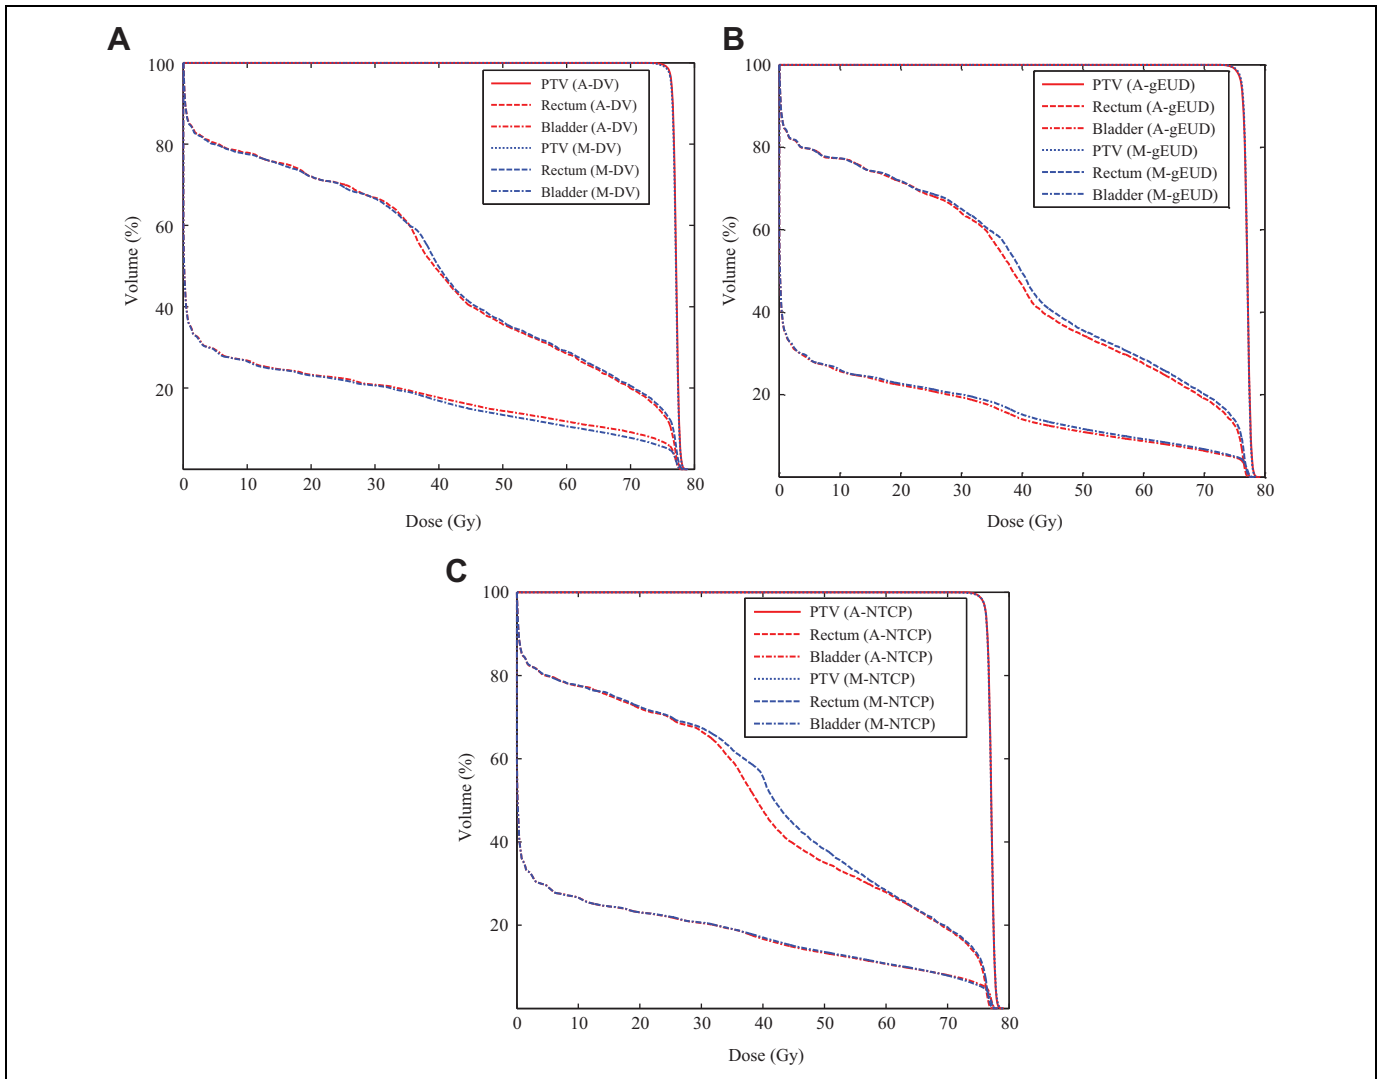 A
100
80
60
40
20
Volume (%)
PTV (A-DV)
Rectum (A-DV)
Bladder (A-DV)
PTV (M-DV)
Rectum (M-DV)
Bladder (M-DV)
0 10 20 30 40 50 60 70 80
Dose (Gy)
B
100
80
60
40
20
Volume (%)
PTV (A-gEUD)
Rectum (A-gEUD)
Bladder (A-gEUD)
PTV (M-gEUD)
Rectum (M-gEUD)
Bladder (M-gEUD)
0 10 20 30 40 50 60 70 80
Dose (Gy)
C
100
80
60
40
20
Volume (%)
PTV (A-NTCP)
Rectum (A-NTCP)
Bladder (A-NTCP)
PTV (M-NTCP)
Rectum (M-NTCP)
Bladder (M-NTCP)
0 10 20 30 40 50 60 70 80
Dose (Gy)